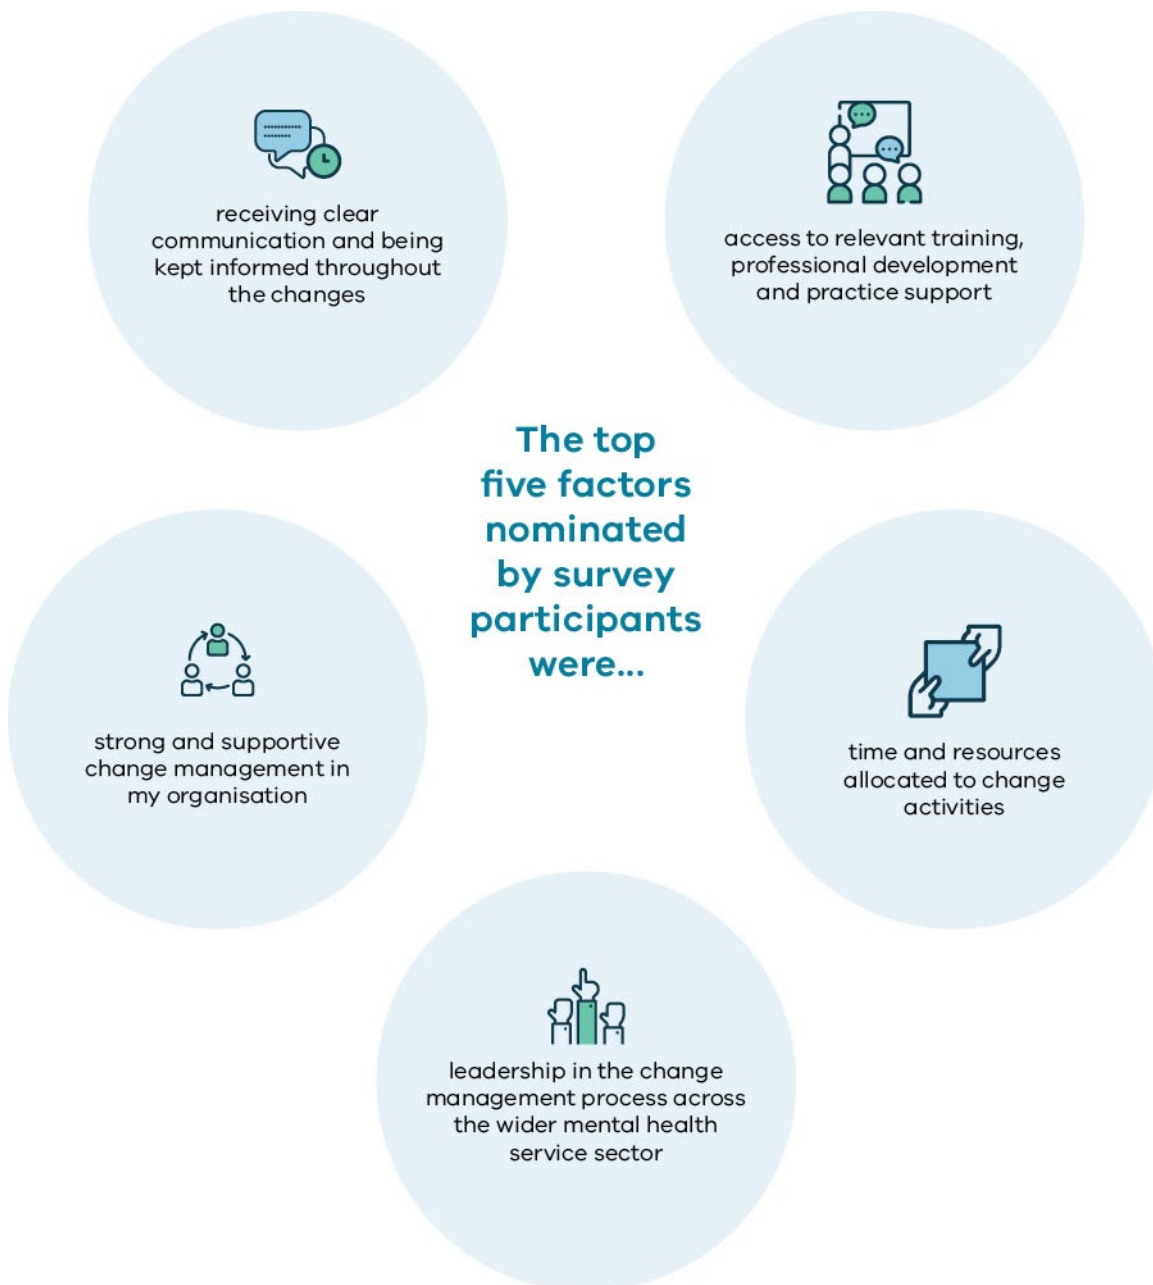 receiving clear
communication and being
kept informed throughout
the changes
access to relevant training,
professional development
and practice support
The top
five factors
nominated
by survey
participants
were...
strong and supportive
change management in
my organisation
time and resources
allocated to change
activities
leadership in the change
management process across
the wider mental health
service sector